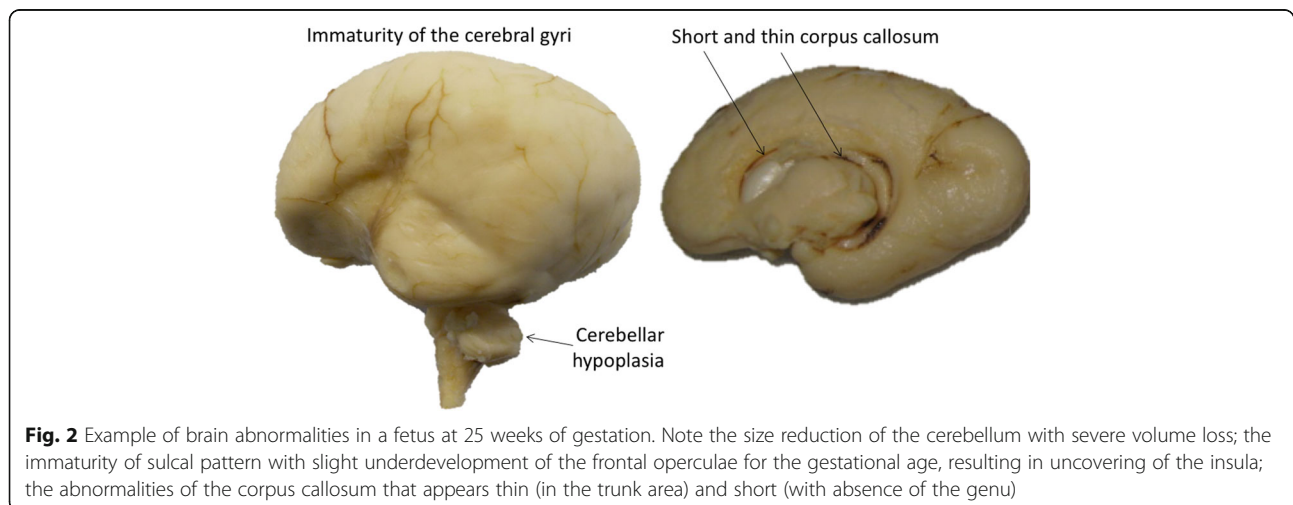 Immaturity of the cerebral gyri
Short and thin corpus callosum
Cerebellar
hypoplasia
Fig. 2 Example of brain abnormalities in a fetus at 25 weeks of gestation. Note the size reduction of the cerebellum with severe volume loss; the
immaturity of sulcal pattern with slight underdevelopment of the frontal operculae for the gestational age, resulting in uncovering of the insula;
the abnormalities of the corpus callosum that appears thin (in the trunk area) and short (with absence of the genu)